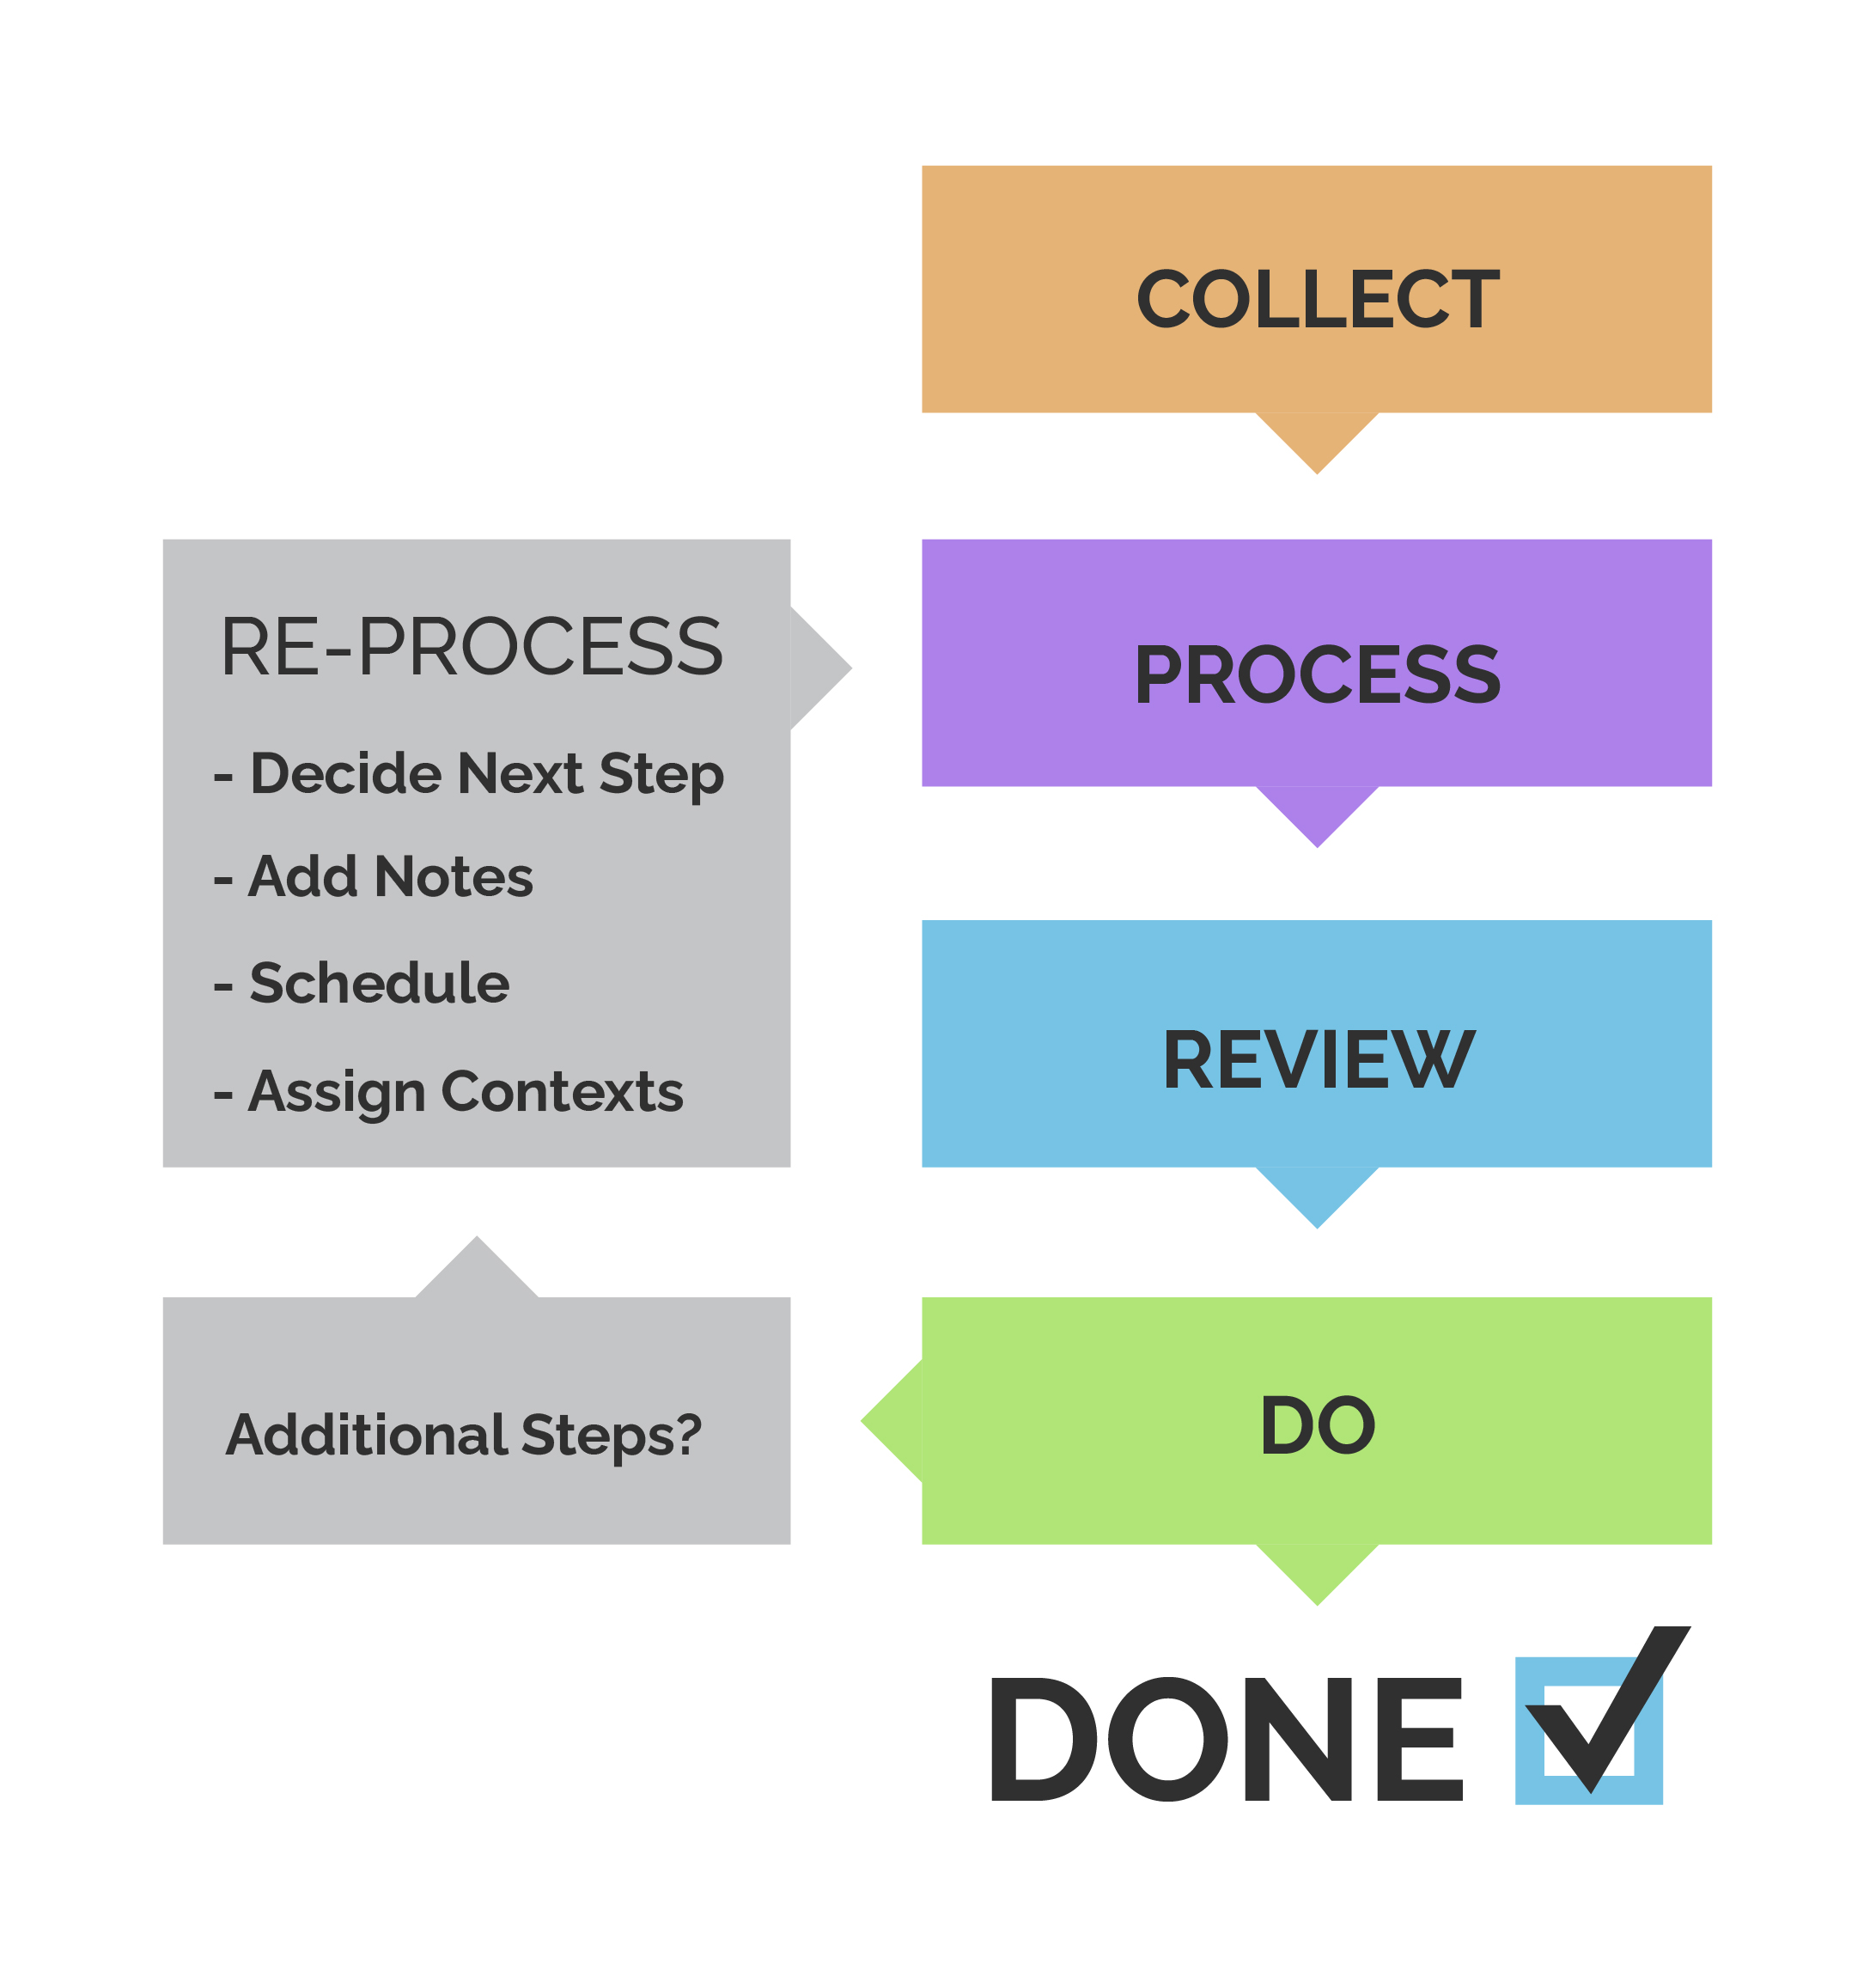 COLLECT
PROCESS
RE-PROCESS
- Decide Next Step
- Add Notes
- Schedule
- Assign Contexts
REVIEW
DO
Additional Steps?
DONE